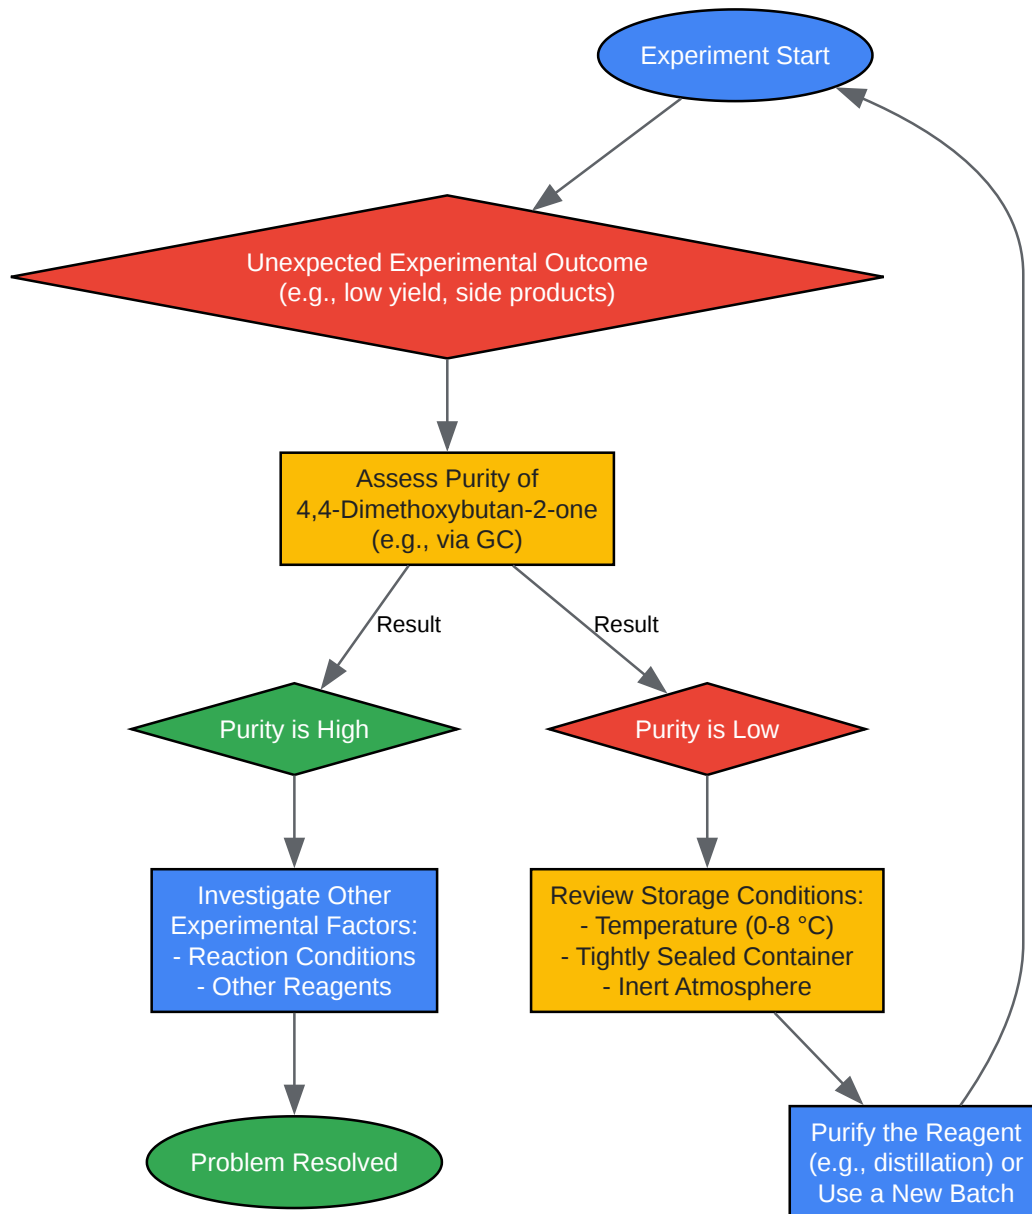 Experiment Start
Unexpected Experimental Outcome
(e.g., low yield, side products)
Assess Purity of
4,4-Dimethoxybutan-2-one
(e.g., via GC)
Result
Result
Purity is High
Purity is Low
Investigate Other
Experimental Factors:
- Reaction Conditions
- Other Reagents
Review Storage Conditions:
- Temperature (0-8 °C)
- Tightly Sealed Container
- Inert Atmosphere
Problem Resolved
Purify the Reagent
(e.g., distillation) or
Use a New Batch